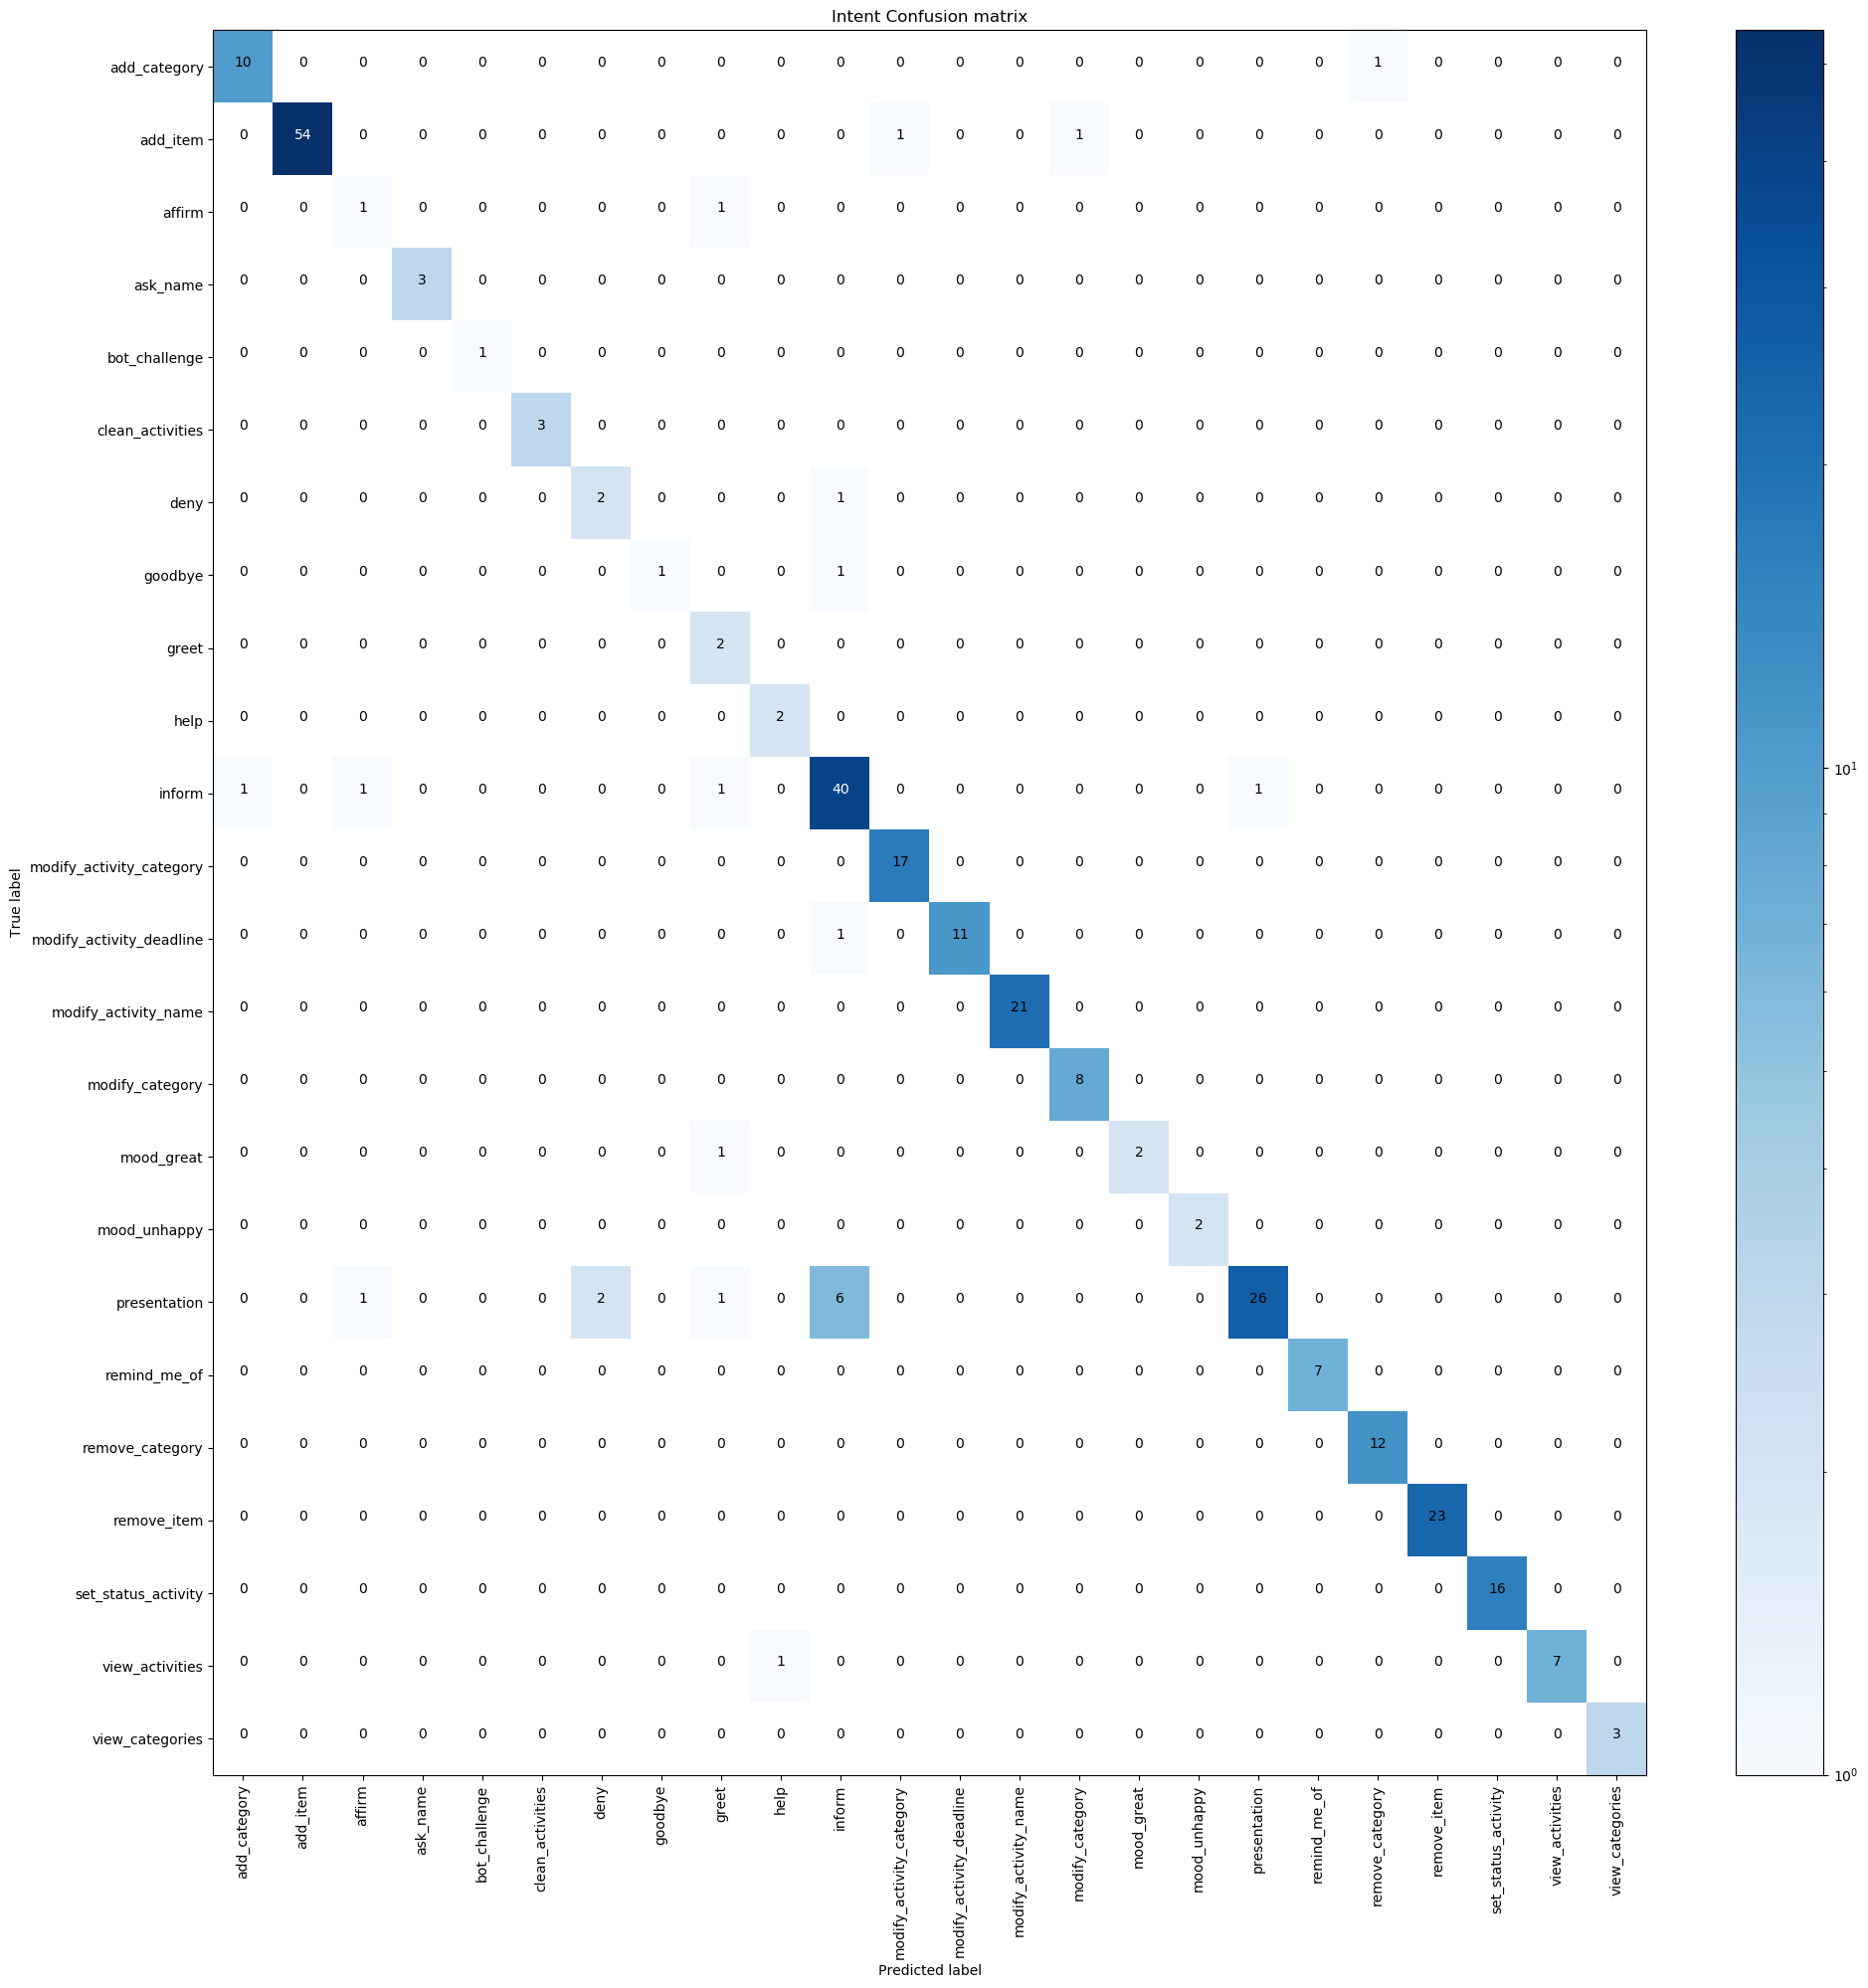 Intent Confusion matrix
add_category 10 0 0 0 0 0 0 0 0 0 0 0 0 0 0 0 0 0 0 1 0 0 0 0
add_item 0 54 0 0 0 0 0 0 0 0 0 1 0 0 1 0 0 0 0 0 0 0 0 0
affirm 0 0 1 0 0 0 0 0 1 0 0 0 0 0 0 0 0 0 0 0 0 0 0 0
ask_name 0 0 0 3 0 0 0 0 0 0 0 0 0 0 0 0 0 0 0 0 0 0 0 0
bot_challenge 0 0 0 0 1 0 0 0 0 0 0 0 0 0 0 0 0 0 0 0 0 0 0 0
clean_activities 0 0 0 0 0 3 0 0 0 0 0 0 0 0 0 0 0 0 0 0 0 0 0 0
deny 0 0 0 0 0 0 2 0 0 0 1 0 0 0 0 0 0 0 0 0 0 0 0 0
goodbye 0 0 0 0 0 0 0 1 0 0 1 0 0 0 0 0 0 0 0 0 0 0 0 0
greet 0 0 0 0 0 0 0 0 2 0 0 0 0 0 0 0 0 0 0 0 0 0 0 0
help 0 0 0 0 0 0 0 0 0 2 0 0 0 0 0 0 0 0 0 0 0 0 0 0
inform 1 0 1 0 0 0 0 0 1 0 40 0 0 0 0 0 0 1 0 0 0 0 0 0
modify_activity_category 0 0 0 0 0 0 0 0 0 0 0 17 0 0 0 0 0 0 0 0 0 0 0 0
modify_activity_deadline 0 0 0 0 0 0 0 0 0 0 1 0 11 0 0 0 0 0 0 0 0 0 0 0
modify_activity_name 0 0 0 0 0 0 0 0 0 0 0 0 0 21 0 0 0 0 0 0 0 0 0 0
modify_category 0 0 0 0 0 0 0 0 0 0 0 0 0 0 8 0 0 0 0 0 0 0 0 0
mood_great 0 0 0 0 0 0 0 0 1 0 0 0 0 0 0 2 0 0 0 0 0 0 0 0
mood_unhappy 0 0 0 0 0 0 0 0 0 0 0 0 0 0 0 0 2 0 0 0 0 0 0 0
presentation 0 0 1 0 0 0 2 0 1 0 6 0 0 0 0 0 0 26 0 0 0 0 0 0
remind_me_of 0 0 0 0 0 0 0 0 0 0 0 0 0 0 0 0 0 0 7 0 0 0 0 0
remove_category 0 0 0 0 0 0 0 0 0 0 0 0 0 0 0 0 0 0 0 12 0 0 0 0
remove_item 0 0 0 0 0 0 0 0 0 0 0 0 0 0 0 0 0 0 0 0 23 0 0 0
set_status_activity 0 0 0 0 0 0 0 0 0 0 0 0 0 0 0 0 0 0 0 0 0 16 0 0
view_activities 0 0 0 0 0 0 0 0 0 1 0 0 0 0 0 0 0 0 0 0 0 0 7 0
view_categories 0 0 0 0 0 0 0 0 0 0 0 0 0 0 0 0 0 0 0 0 0 0 0 3
True label
add_category
add_item
affirm
ask_name
bot_challenge
clean_activities
deny
goodbye
greet
help
inform
modify_activity_category
modify_activity_deadline
modify_activity_name
modify_category
mood_great
mood_unhappy
presentation
remind_me_of
remove_category
remove_item
set_status_activity
view_activities
view_categories
Predicted label
10¹
10⁰